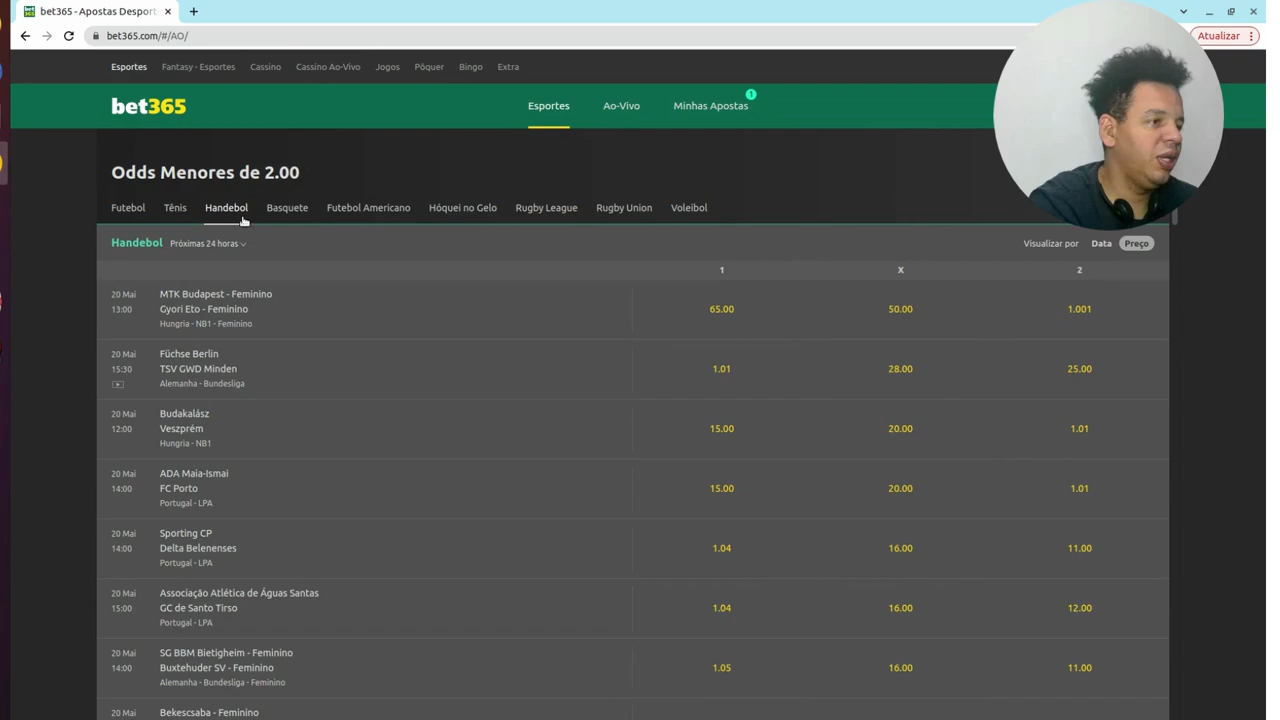 bet365 - Apostas Desport
bet365.com/#/AO/
Atualizar
Esportes Fantasy - Esportes Cassino Cassino Ao-Vivo Jogos Pôquer Bingo Extra
bet365
Esportes Ao-Vivo Minhas Apostas 1
Odds Menores de 2.00
Futebol Tênis Handebol Basquete Futebol Americano Hóquei no Gelo Rugby League Rugby Union Voleibol
Handebol Próximas 24 horas Visualizar por Data Preço
1 X 2
20 Mai MTK Budapest - Feminino
13:00 Gyori Eto - Feminino 65.00 50.00 1.001
Hungria - NB1 - Feminino
20 Mai Füchse Berlin
15:30 TSV GWD Minden 1.01 28.00 25.00
Alemanha - Bundesliga
20 Mai Budakalász
12:00 Veszprém 15.00 20.00 1.01
Hungria - NB1
20 Mai ADA Maia-Ismai
14:00 FC Porto 15.00 20.00 1.01
Portugal - LPA
20 Mai Sporting CP
14:00 Delta Belenenses 1.04 16.00 11.00
Portugal - LPA
20 Mai Associação Atlética de Águas Santas
15:00 GC de Santo Tirso 1.04 16.00 12.00
Portugal - LPA
20 Mai SG BBM Bietigheim - Feminino
14:00 Buxtehuder SV - Feminino 1.05 16.00 11.00
Alemanha - Bundesliga - Feminino
20 Mai Bekescsaba - Feminino